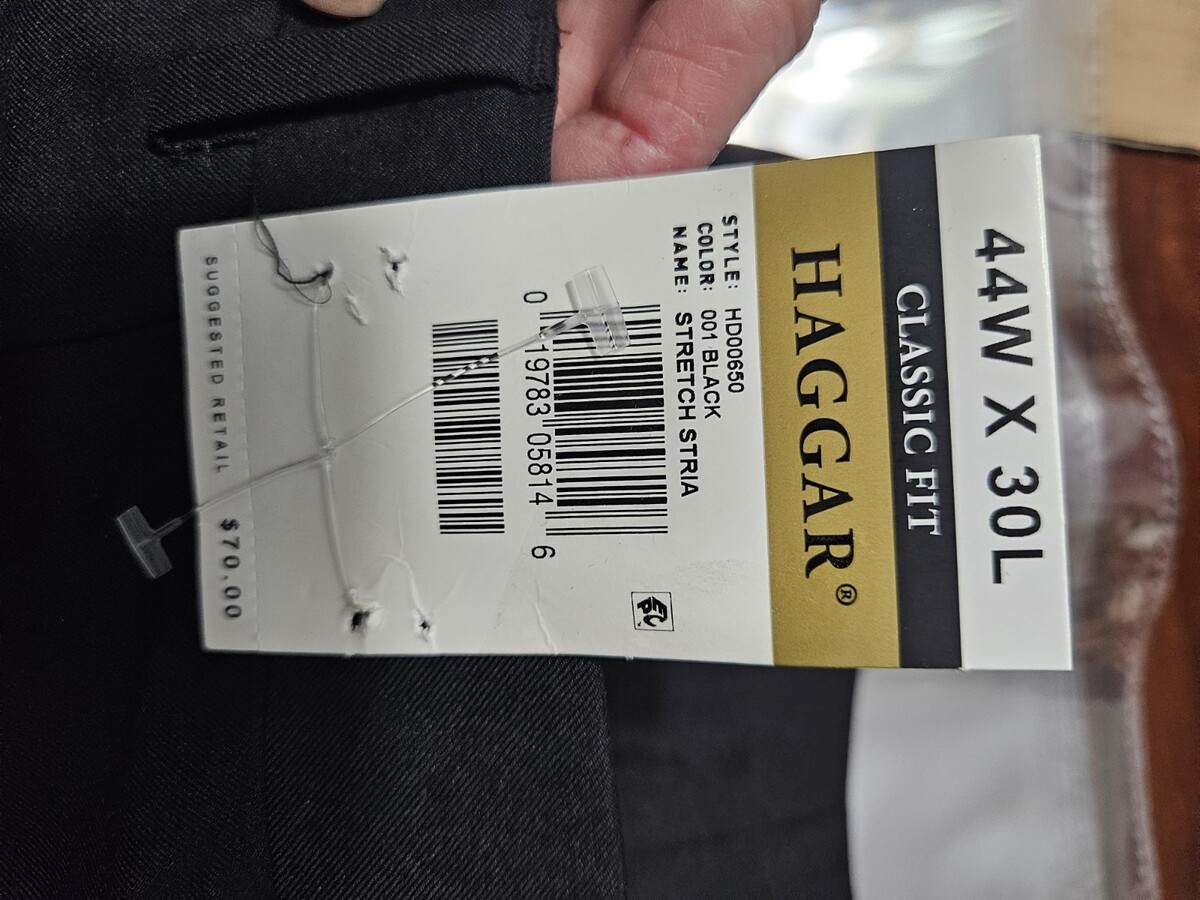 44W X 30L
CLASSIC FIT
HAGGAR®
STYLE: HD00650
COLOR: 001 BLACK
NAME: STRETCH STRIA
0 19783 05814 6
SUGGESTED RETAIL $70.00